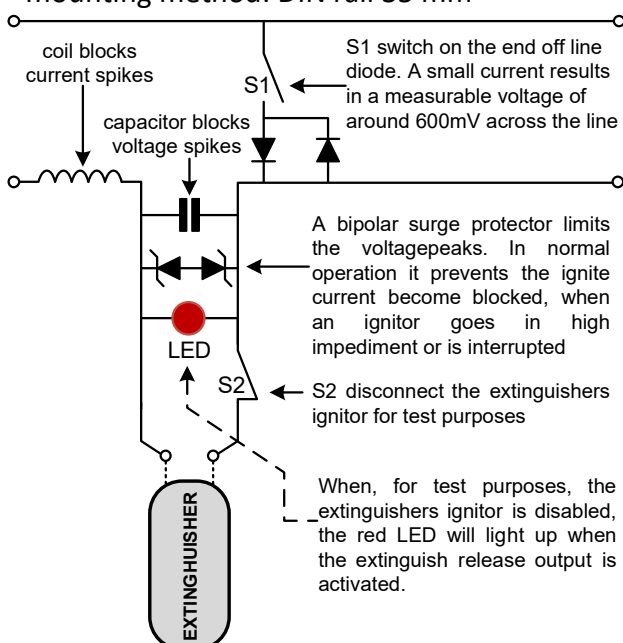 mounting method: DIN rail 35 mm
coil blocks
current spikes
S1
S1 switch on the end off line
diode. A small current results
in a measurable voltage of
around 600mV across the line
capacitor blocks
voltage spikes
A bipolar surge protector limits
the voltagepeaks. In normal
operation it prevents the ignite
current become blocked, when
an ignitor goes in high
impediment or is interrupted
LED
S2
S2 disconnect the extinguishers
ignitor for test purposes
When, for test purposes, the
extinguishers ignitor is disabled,
the red LED will light up when
the extinguish release output is
activated.
EXTINGHUISHER